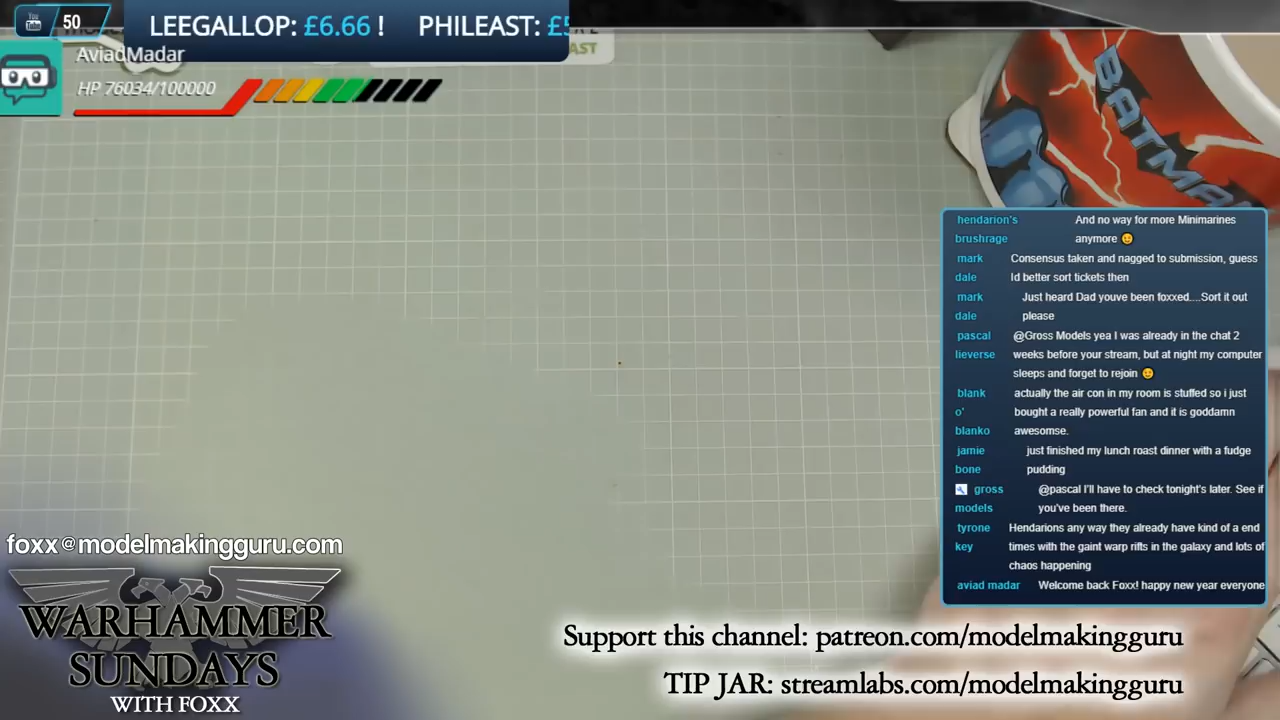 You
50
LEEGALLOP: £6.66 ! PHILEAST: £5
AST
AviadMadar
HP 76034/100000
BATMA
hendarion's And no way for more Minimarines
brushrage anymore
mark Consensus taken and nagged to submission, guess
dale Id better sort tickets then
mark Just heard Dad youve been foxxed....Sort it out
dale please
pascal @Gross Models yea I was already in the chat 2
lieverse weeks before your stream, but at night my computer
sleeps and forget to rejoin
blank actually the air con in my room is stuffed so i just
o' bought a really powerful fan and it is goddamn
blanko awesomse.
jamie just finished my lunch roast dinner with a fudge
bone pudding
gross @pascal I'll have to check tonight's later. See if
models you've been there.
tyrone Hendarions any way they already have kind of a end
key times with the gaint warp rifts in the galaxy and lots of
chaos happening
aviad madar Welcome back Foxx! happy new year everyone
foxx@modelmakingguru.com
WARHAMMER
SUNDAYS
WITH FOXX
Support this channel: patreon.com/modelmakingguru
TIP JAR: streamlabs.com/modelmakingguru